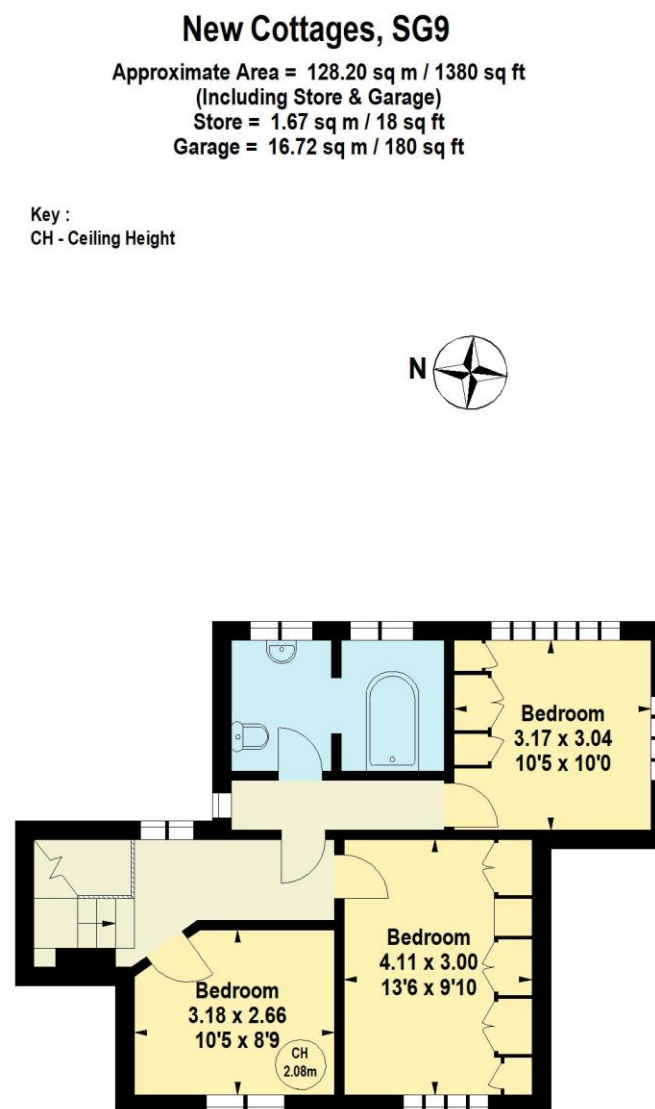 New Cottages, SG9
Approximate Area = 128.20 sq m / 1380 sq ft
(Including Store & Garage)
Store = 1.67 sq m / 18 sq ft
Garage = 16.72 sq m / 180 sq ft
Key :
CH - Ceiling Height
N
Bedroom
3.17 x 3.04
10'5 x 10'0
Bedroom
4.11 x 3.00
13'6 x 9'10
Bedroom
3.18 x 2.66
10'5 x 8'9
CH
2.08m